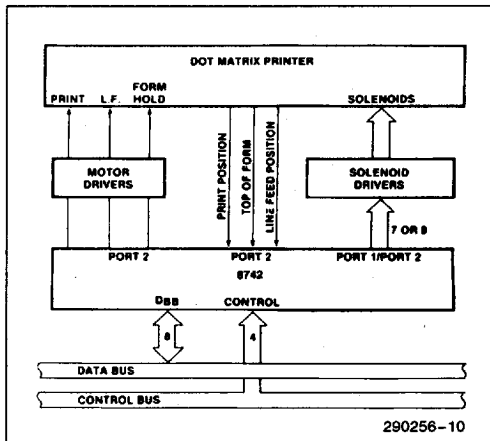 DOT MATRIX PRINTER
PRINT
L.F.
FORM
HOLD
SOLENOIDS
MOTOR
DRIVERS
PRINT POSITION
TOP OF FORM
LINE FEED POSITION
SOLENOID
DRIVERS
7 OR 9
PORT 2
PORT 2
PORT 1/PORT 2
8742
DBB
CONTROL
8
4
DATA BUS
CONTROL BUS
290256-10